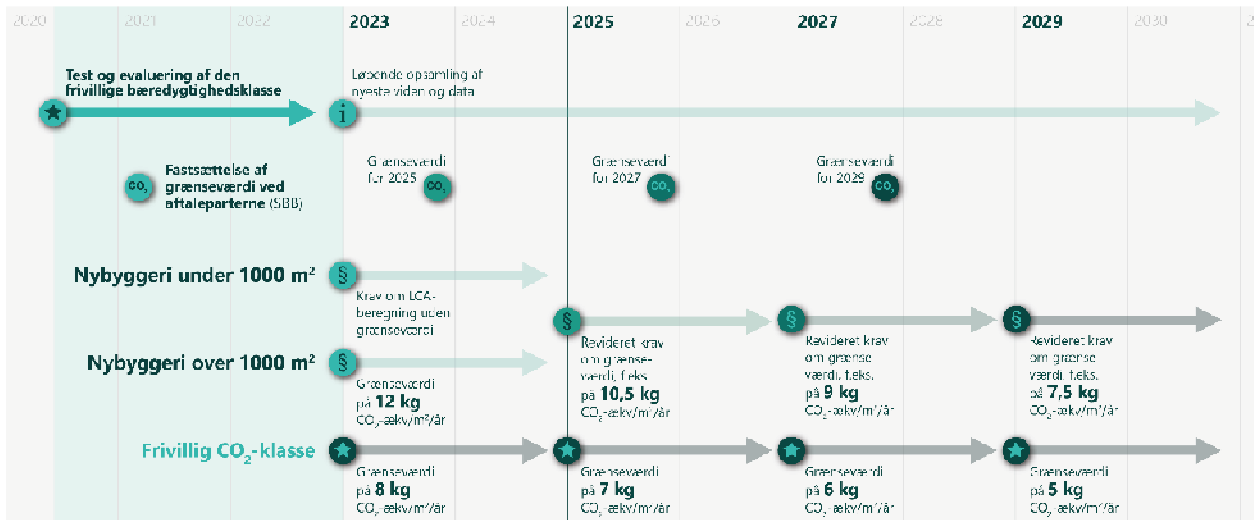 2020 2021 2022 2023 2024 2025 2026 2027 2028 2029 2030
Test og evaluering af den
frivillige bæredygtighedsklasse
Løbende opsamling af
nyeste viden og data
i
Fastsættelse af
grænseværdi ved
aftaleparterne (SBB)
CO₂
Grænseværdi
for 2025
CO₂
Grænseværdi
for 2027
CO₂
Grænseværdi
for 2029
CO₂
Nybyggeri under 1000 m²
§
Krav om LCA-
beregning uden
grænseværdi
Nybyggeri over 1000 m²
§
Grænseværdi
på 12 kg
CO₂-ækv/m²/år
§
Revideret krav
om grænse-
værdi, f.eks.
på 10,5 kg
CO₂-ækv/m²/år
§
Revideret krav
om grænse
værdi, f.eks.
på 9 kg
CO₂-ækv/m²/år
§
Revideret krav
om grænse
værdi, f.eks.
på 7,5 kg
CO₂-ækv/m²/år
Frivillig CO₂-klasse
Grænseværdi
på 8 kg
CO₂-ækv/m²/år
Grænseværdi
på 7 kg
CO₂-ækv/m²/år
Grænseværdi
på 6 kg
CO₂-ækv/m²/år
Grænseværdi
på 5 kg
CO₂-ækv/m²/år